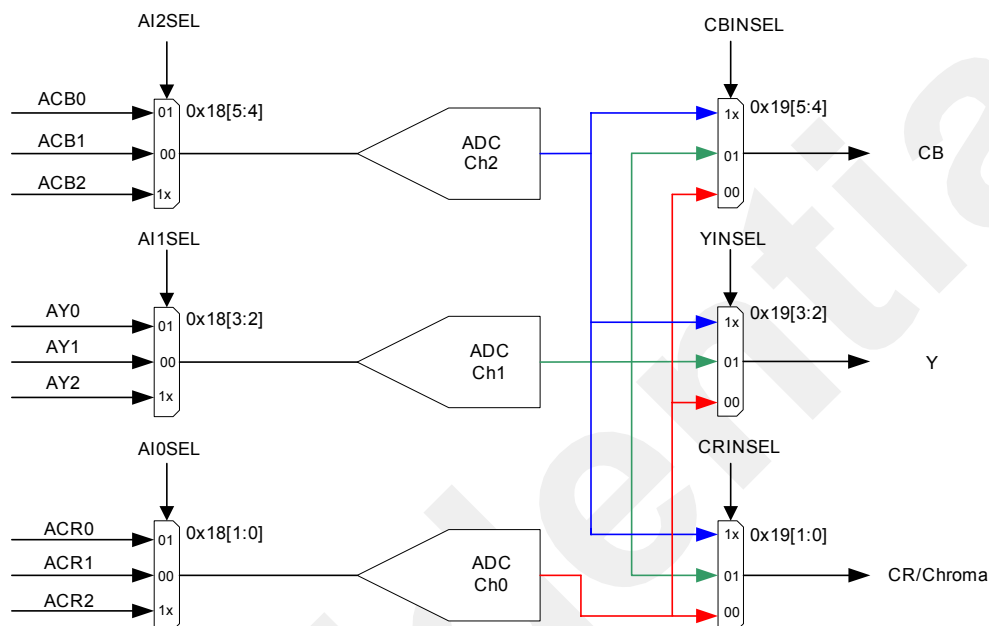 AI2SEL
CBINSEL
ACB0
01
0x18[5:4]
ACB1
00
ACB2
1x
ADC
Ch2
1x
0x19[5:4]
01
CB
00
AI1SEL
YINSEL
AY0
01
0x18[3:2]
AY1
00
AY2
1x
ADC
Ch1
1x
0x19[3:2]
01
Y
00
AI0SEL
CRINSEL
ACR0
01
0x18[1:0]
ACR1
00
ACR2
1x
ADC
Ch0
1x
0x19[1:0]
01
CR/Chroma
00
dentia